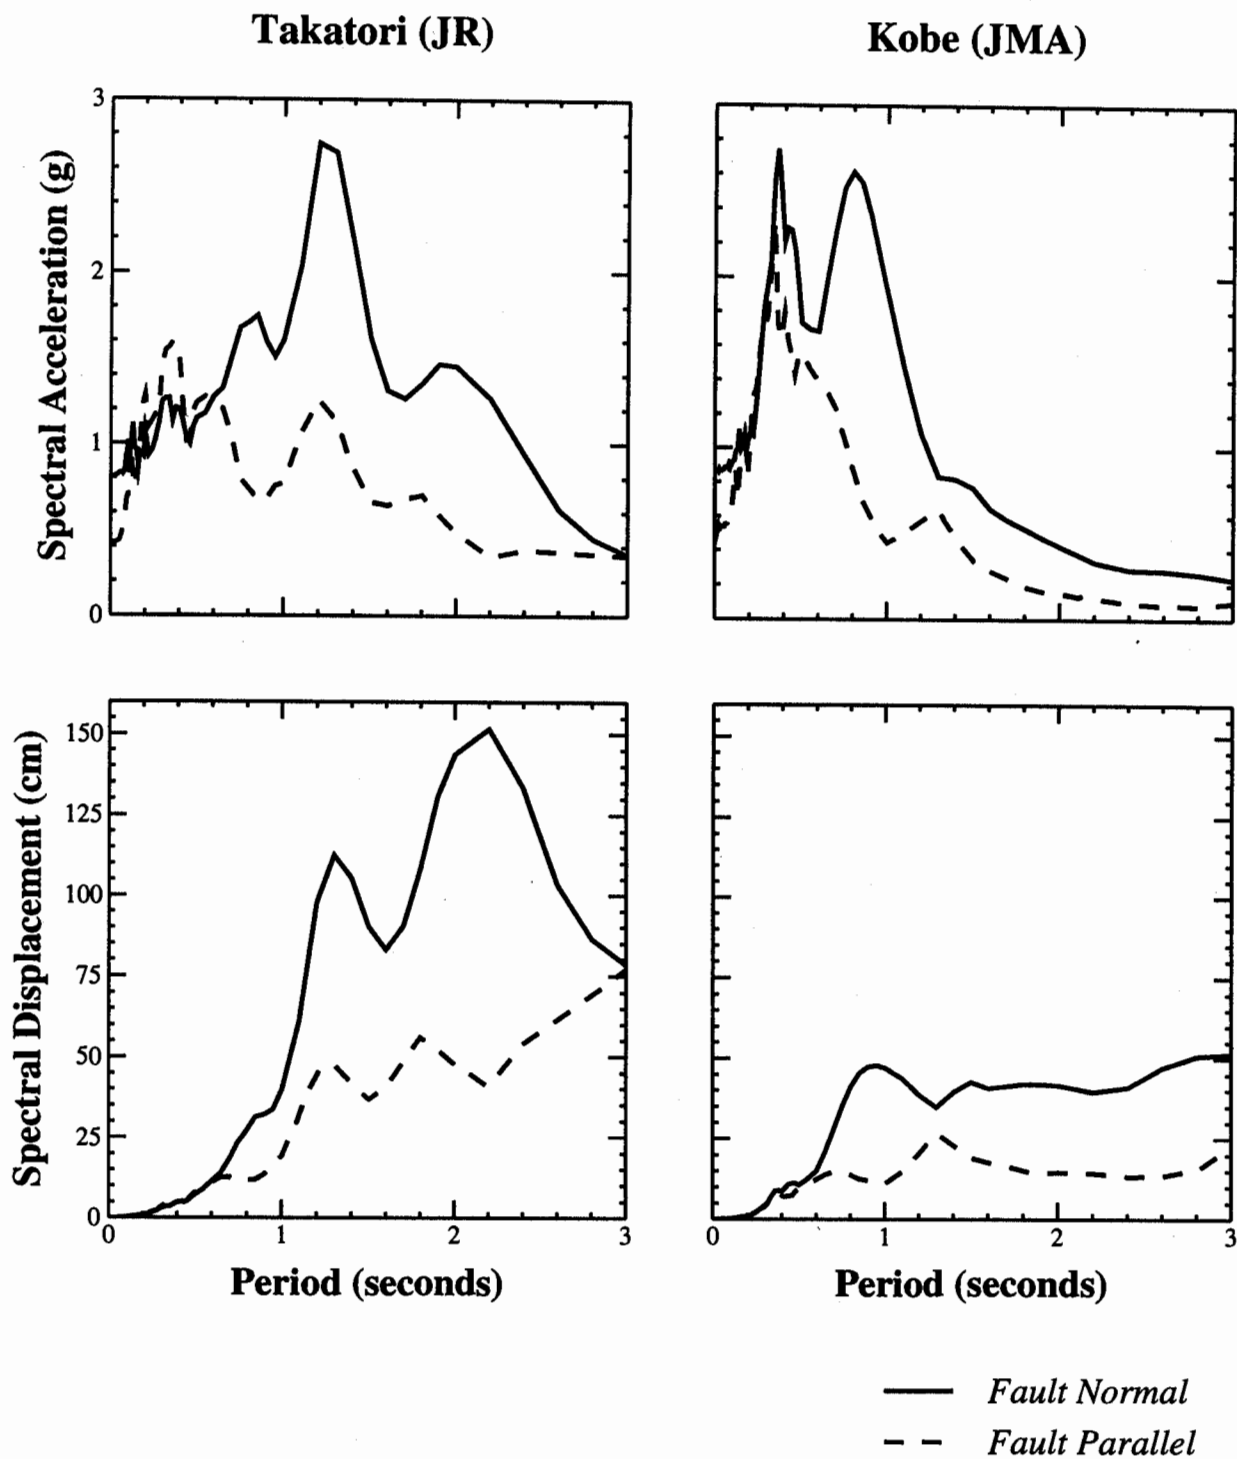 Takatori (JR)
Kobe (JMA)
Spectral Acceleration (g)
3
2
1
0
Spectral Displacement (cm)
150
125
100
75
50
25
0
0 1 2 3
0 1 2 3
Period (seconds)
Period (seconds)
Fault Normal
Fault Parallel